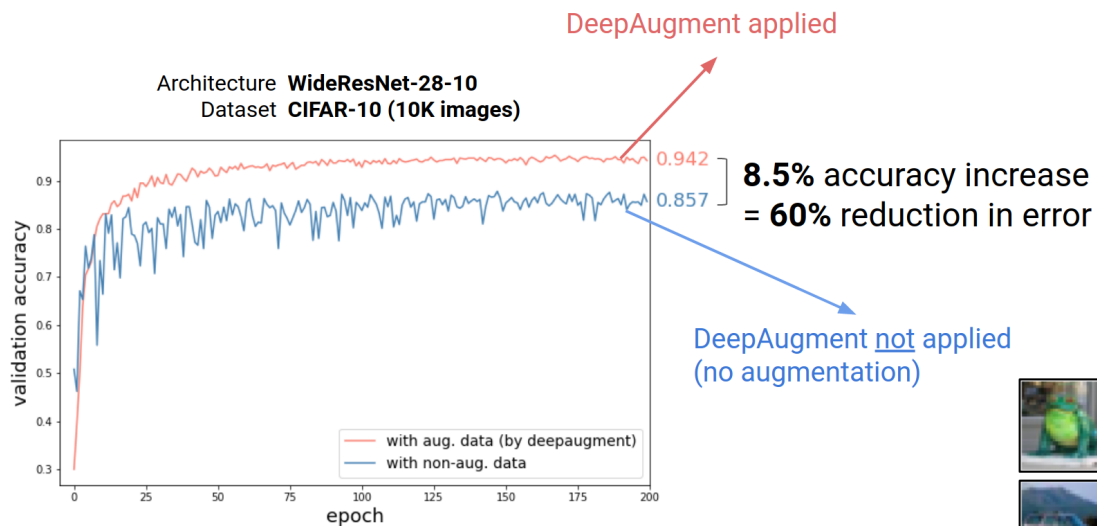 DeepAugment applied
Architecture WideResNet-28-10
Dataset CIFAR-10 (10K images)
0.942
0.857
8.5% accuracy increase
= 60% reduction in error
DeepAugment not applied
(no augmentation)
validation accuracy
0.9
0.8
0.7
0.6
0.5
0.4
0.3
with aug. data (by deepaugment)
with non-aug. data
0 25 50 75 100 125 150 175 200
epoch